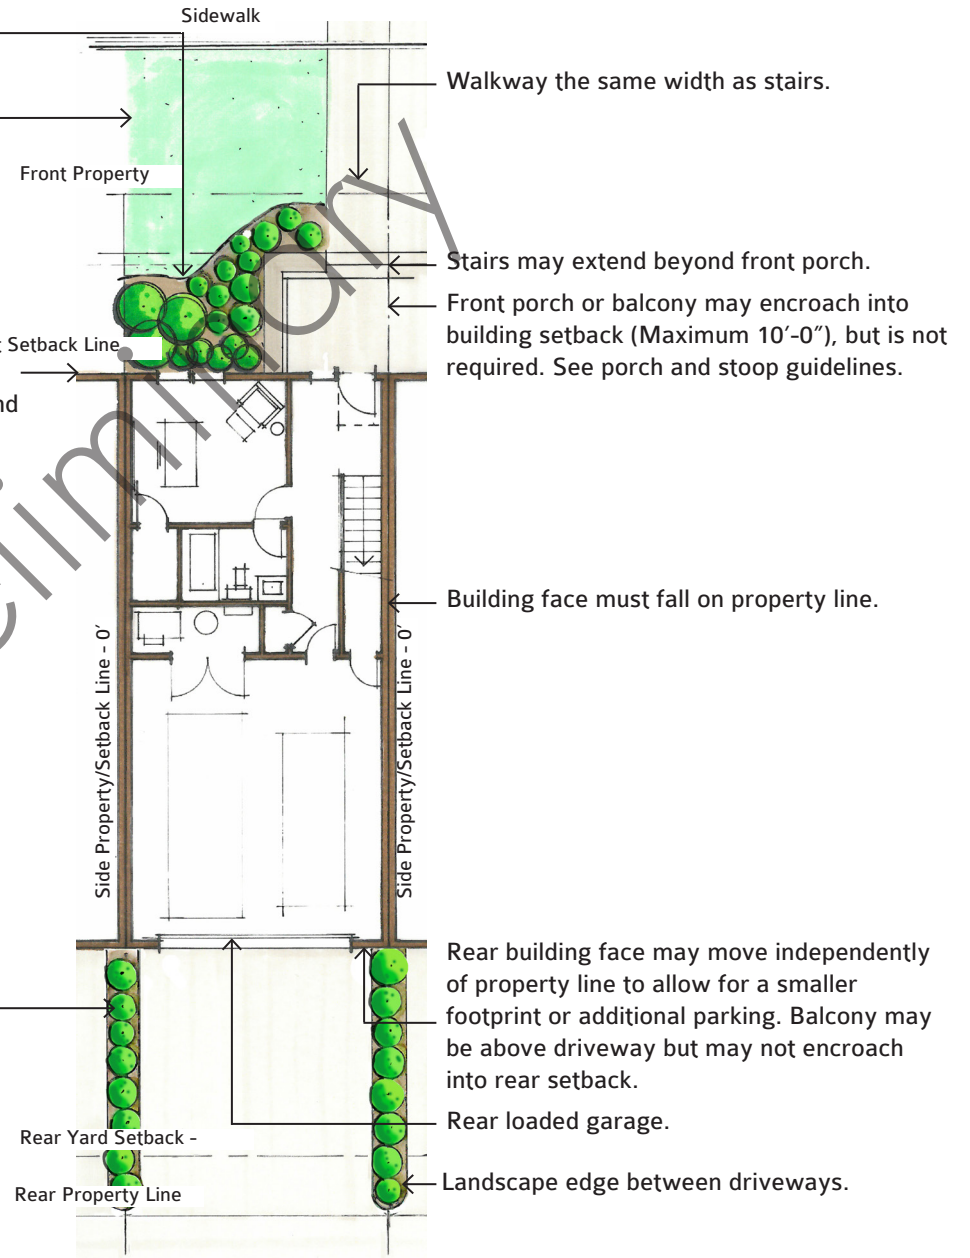 Sidewalk
Walkway the same width as stairs.
Front Property
Stairs may extend beyond front porch.
Front porch or balcony may encroach into
building setback (Maximum 10′-0″), but is not
required. See porch and stoop guidelines.
Setback Line
Building face must fall on property line.
Side Property/Setback Line - 0′
Side Property/Setback Line - 0′
Rear building face may move independently
of property line to allow for a smaller
footprint or additional parking. Balcony may
be above driveway but may not encroach
into rear setback.
Rear loaded garage.
Rear Yard Setback -
Landscape edge between driveways.
Rear Property Line